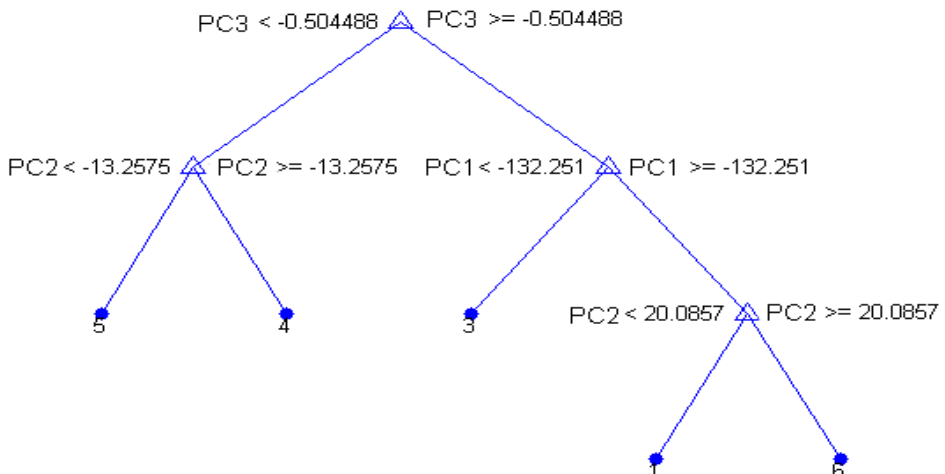 PC3 < -0.504488 PC3 >= -0.504488
PC2 < -13.2575 PC2 >= -13.2575 PC1 < -132.251 PC1 >= -132.251
5 4 3 PC2 < 20.0857 PC2 >= 20.0857
1 6